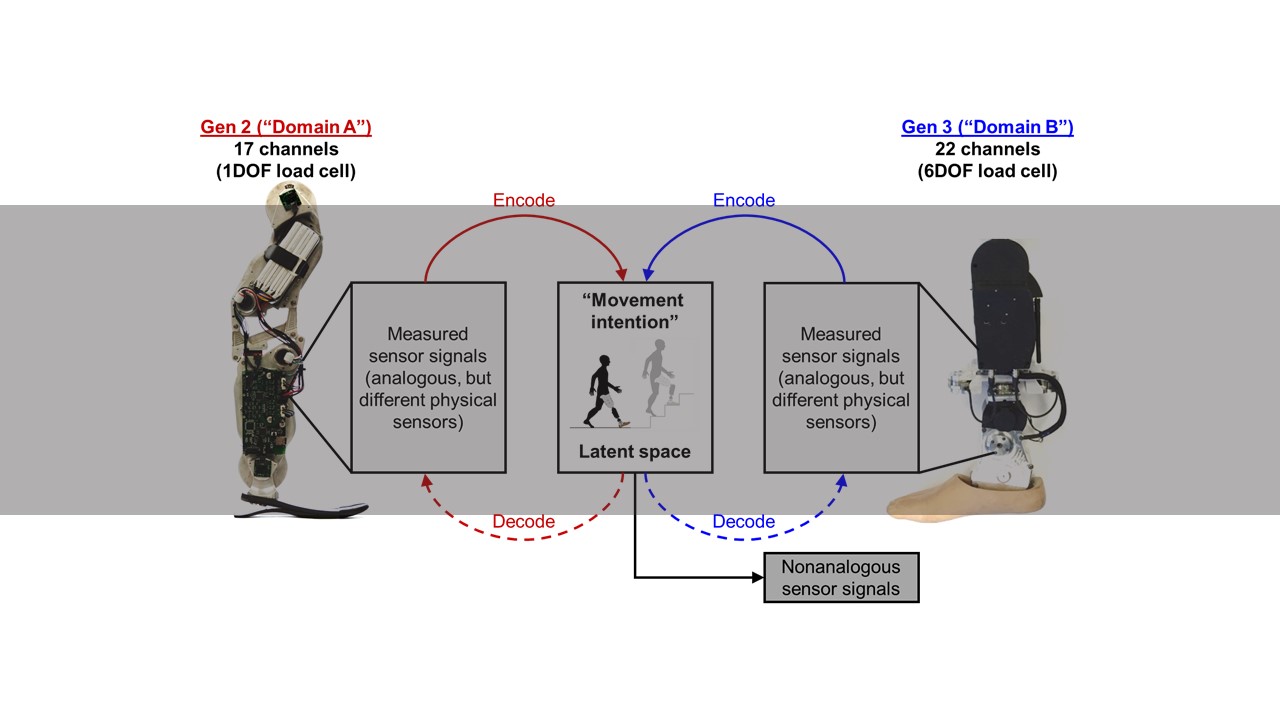 Gen 2 (“Domain A”)
17 channels
(1DOF load cell)
Gen 3 (“Domain B”)
22 channels
(6DOF load cell)
Encode
Encode
Measured
sensor signals
(analogous, but
different physical
sensors)
“Movement
intention”
Latent space
Measured
sensor signals
(analogous, but
different physical
sensors)
Decode
Decode
Nonanalogous
sensor signals